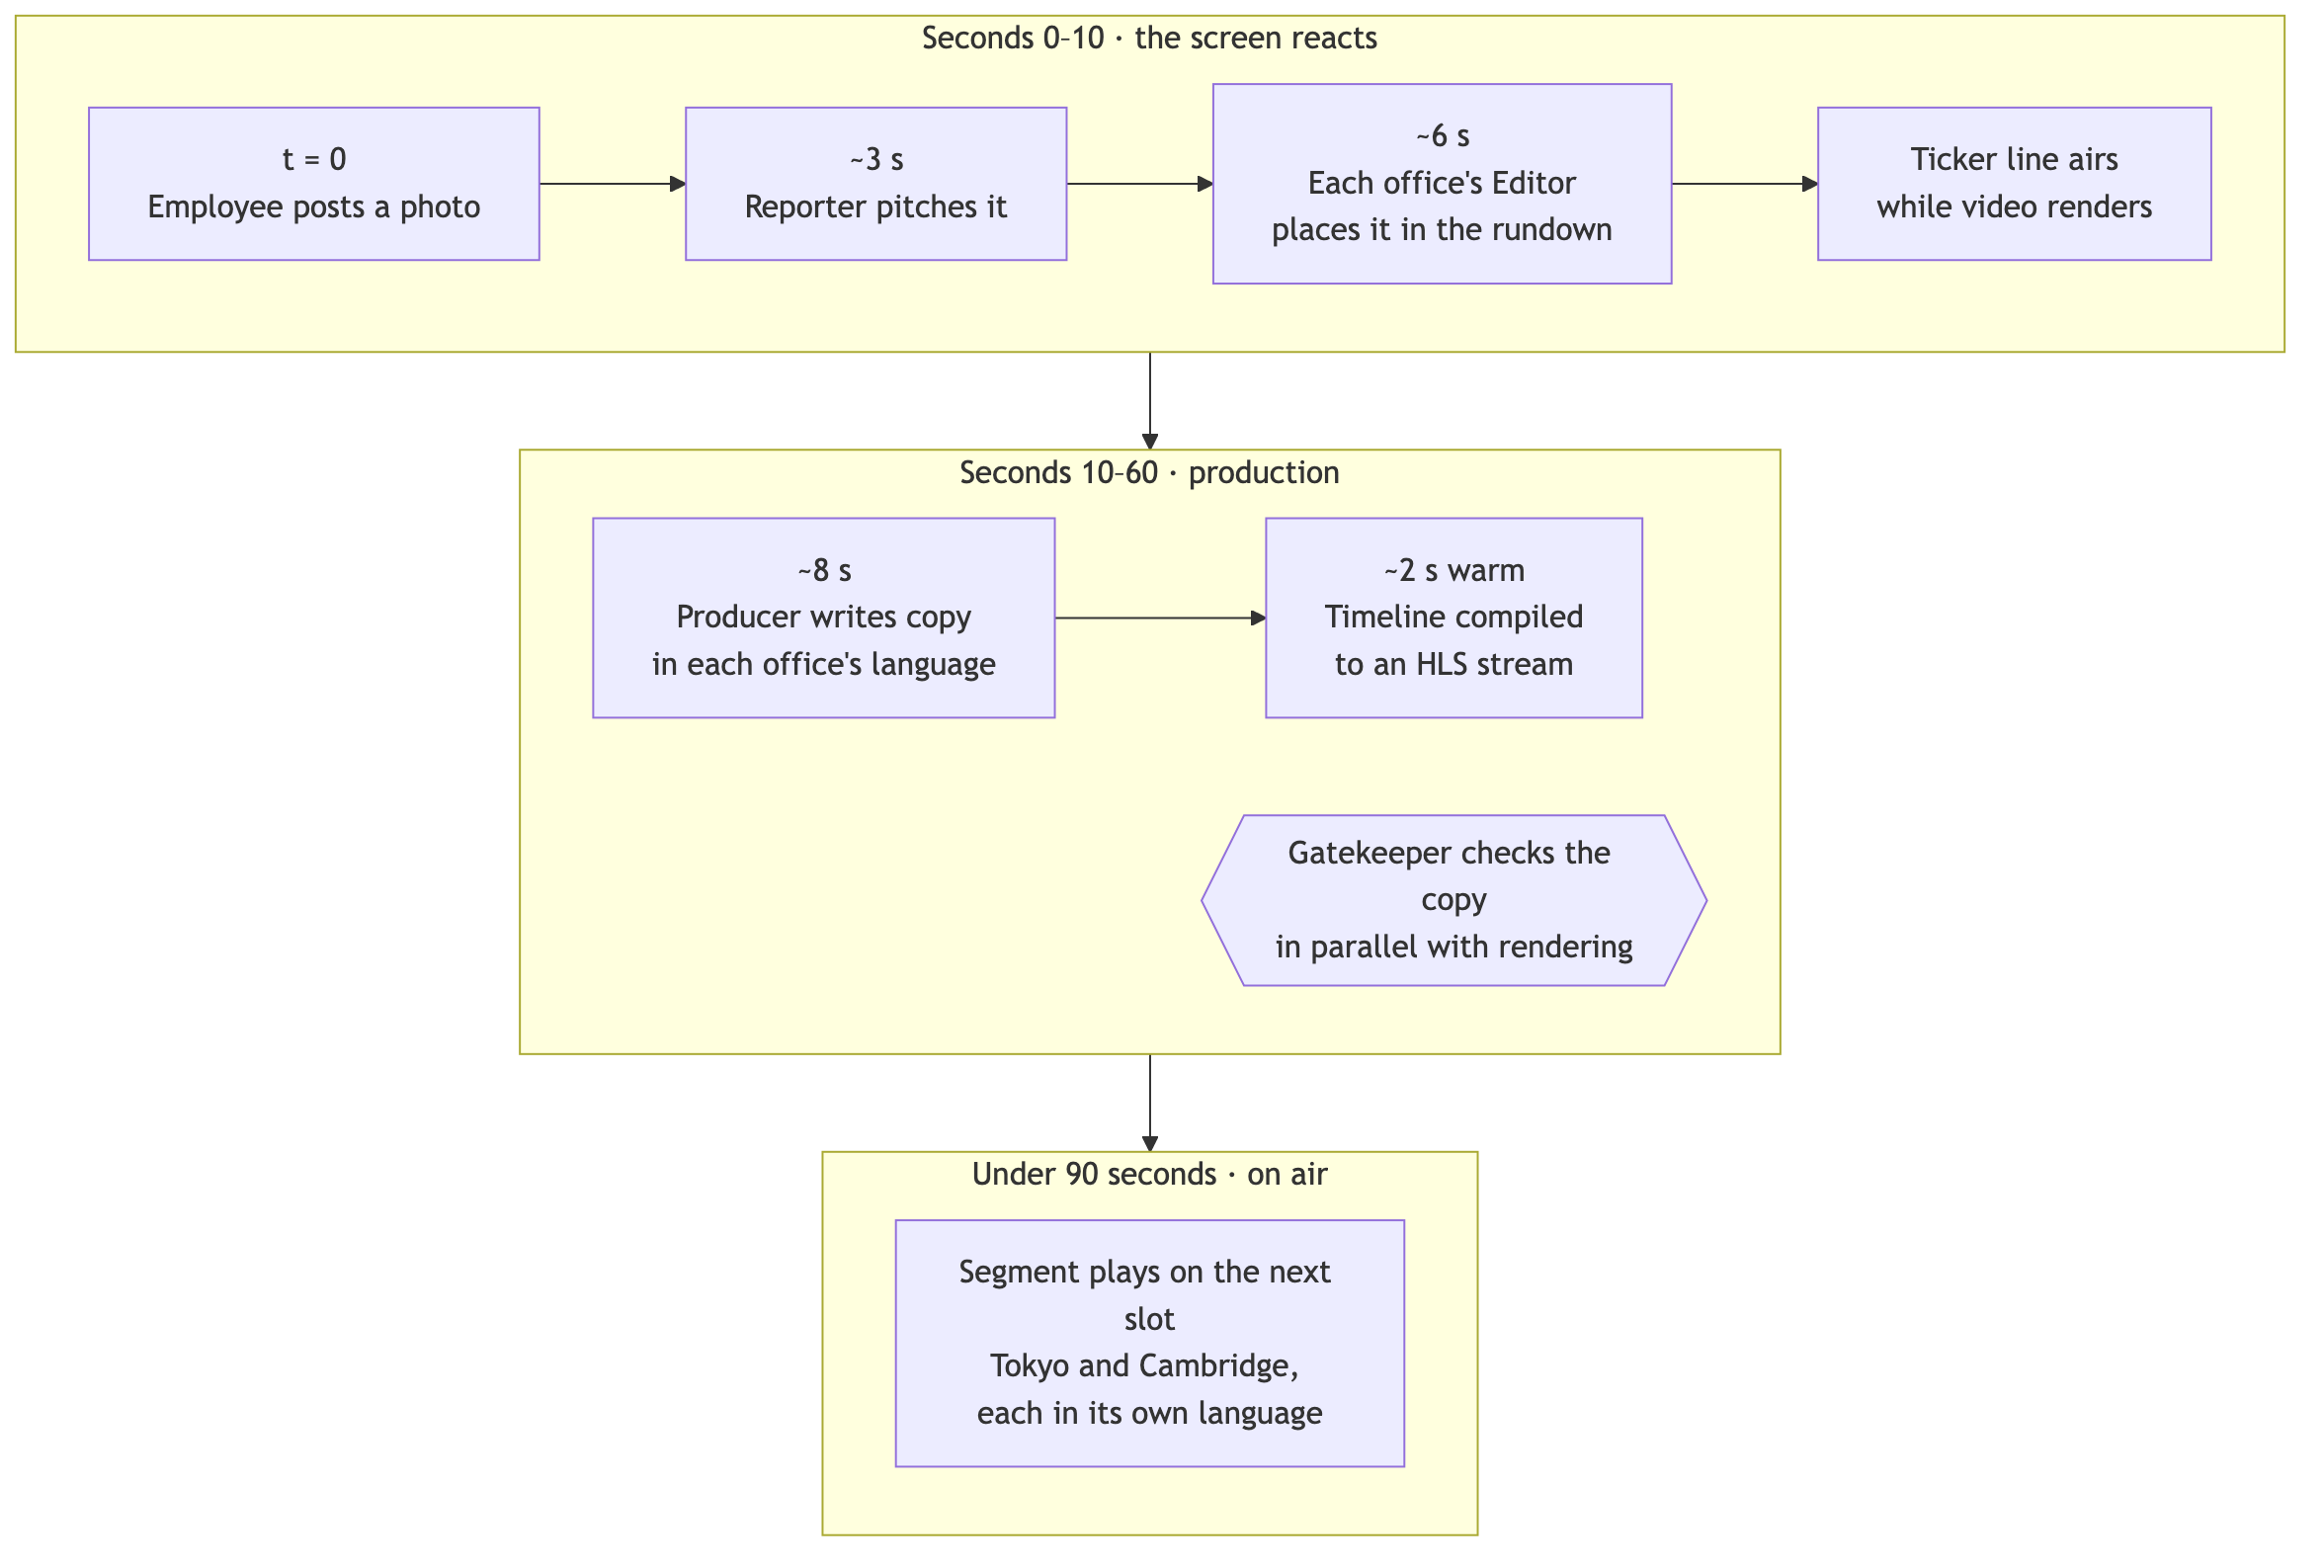 Seconds 0-10 · the screen reacts
t = 0
Employee posts a photo
~3 s
Reporter pitches it
~6 s
Each office's Editor
places it in the rundown
Ticker line airs
while video renders
Seconds 10-60 · production
~8 s
Producer writes copy
in each office's language
~2 s warm
Timeline compiled
to an HLS stream
Gatekeeper checks the
copy
in parallel with rendering
Under 90 seconds · on air
Segment plays on the next
slot
Tokyo and Cambridge,
each in its own language